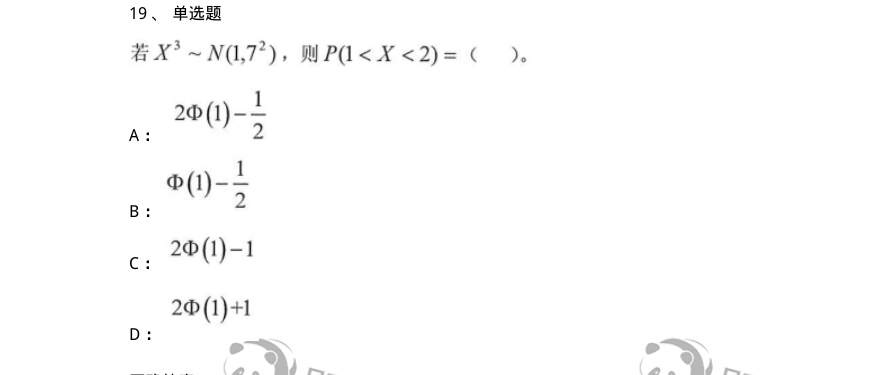 19、 单选题
若 X³ ~ N(1,7²)，则 P(1 < X < 2) = （ ）。
A： 2Φ(1)−1/2
B： Φ(1)−1/2
C： 2Φ(1)−1
D： 2Φ(1)+1